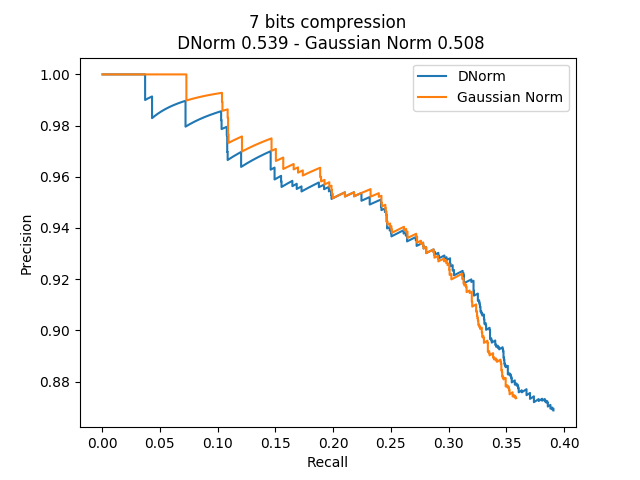 7 bits compression
DNorm 0.539 - Gaussian Norm 0.508
DNorm
Gaussian Norm
Precision
1.00
0.98
0.96
0.94
0.92
0.90
0.88
0.00 0.05 0.10 0.15 0.20 0.25 0.30 0.35 0.40
Recall